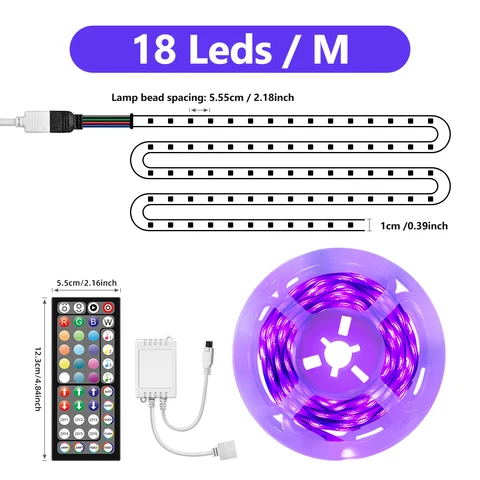 18 Leds / M
Lamp bead spacing: 5.55cm / 2.18inch
1cm /0.39inch
5.5cm/2.16inch
12.3cm/4.84inch
R G B W